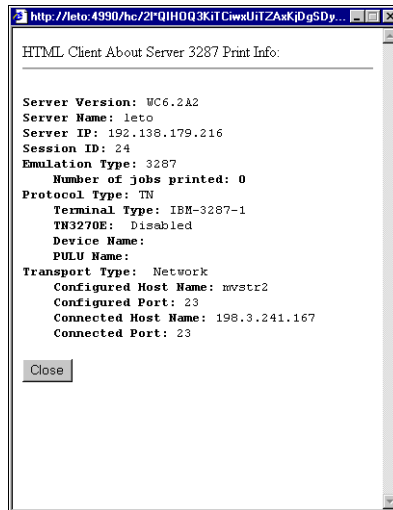 http://leto:4990/hc/2I*QIHOQ3KiTCiwxUiTZAxKjDgSDy...
HTML Client About Server 3287 Print Info:
Server Version: WC6.2A2
Server Name: leto
Server IP: 192.138.179.216
Session ID: 24
Emulation Type: 3287
Number of jobs printed: 0
Protocol Type: TN
Terminal Type: IBM-3287-1
TN3270E: Disabled
Device Name:
PULU Name:
Transport Type: Network
Configured Host Name: mvstr2
Configured Port: 23
Connected Host Name: 198.3.241.167
Connected Port: 23
Close